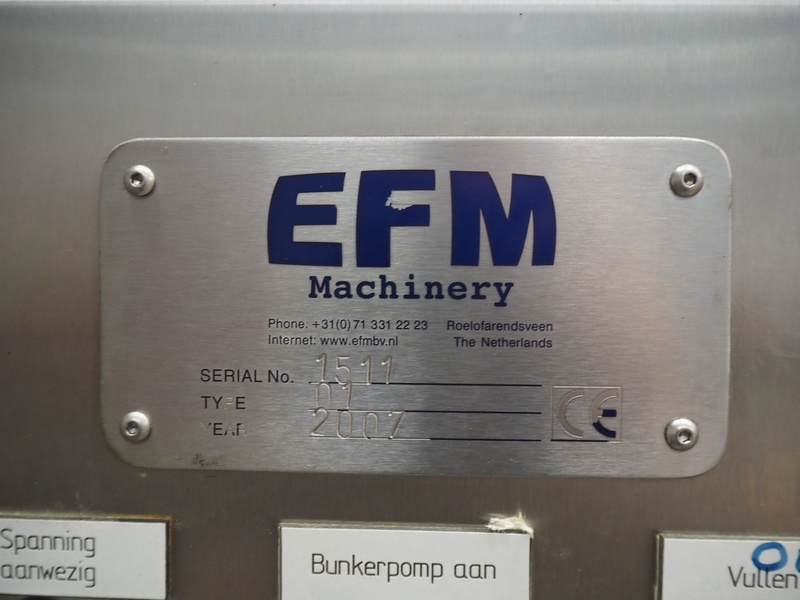 EFM
Machinery
Phone: +31(0)71 331 22 23 Roelofarendsveen
Internet: www.efmbv.nl The Netherlands
SERIAL No. 1511
TYPE 01
YEAR 2007
CE
Spanning
aanwezig
Bunkerpomp aan
Vullen